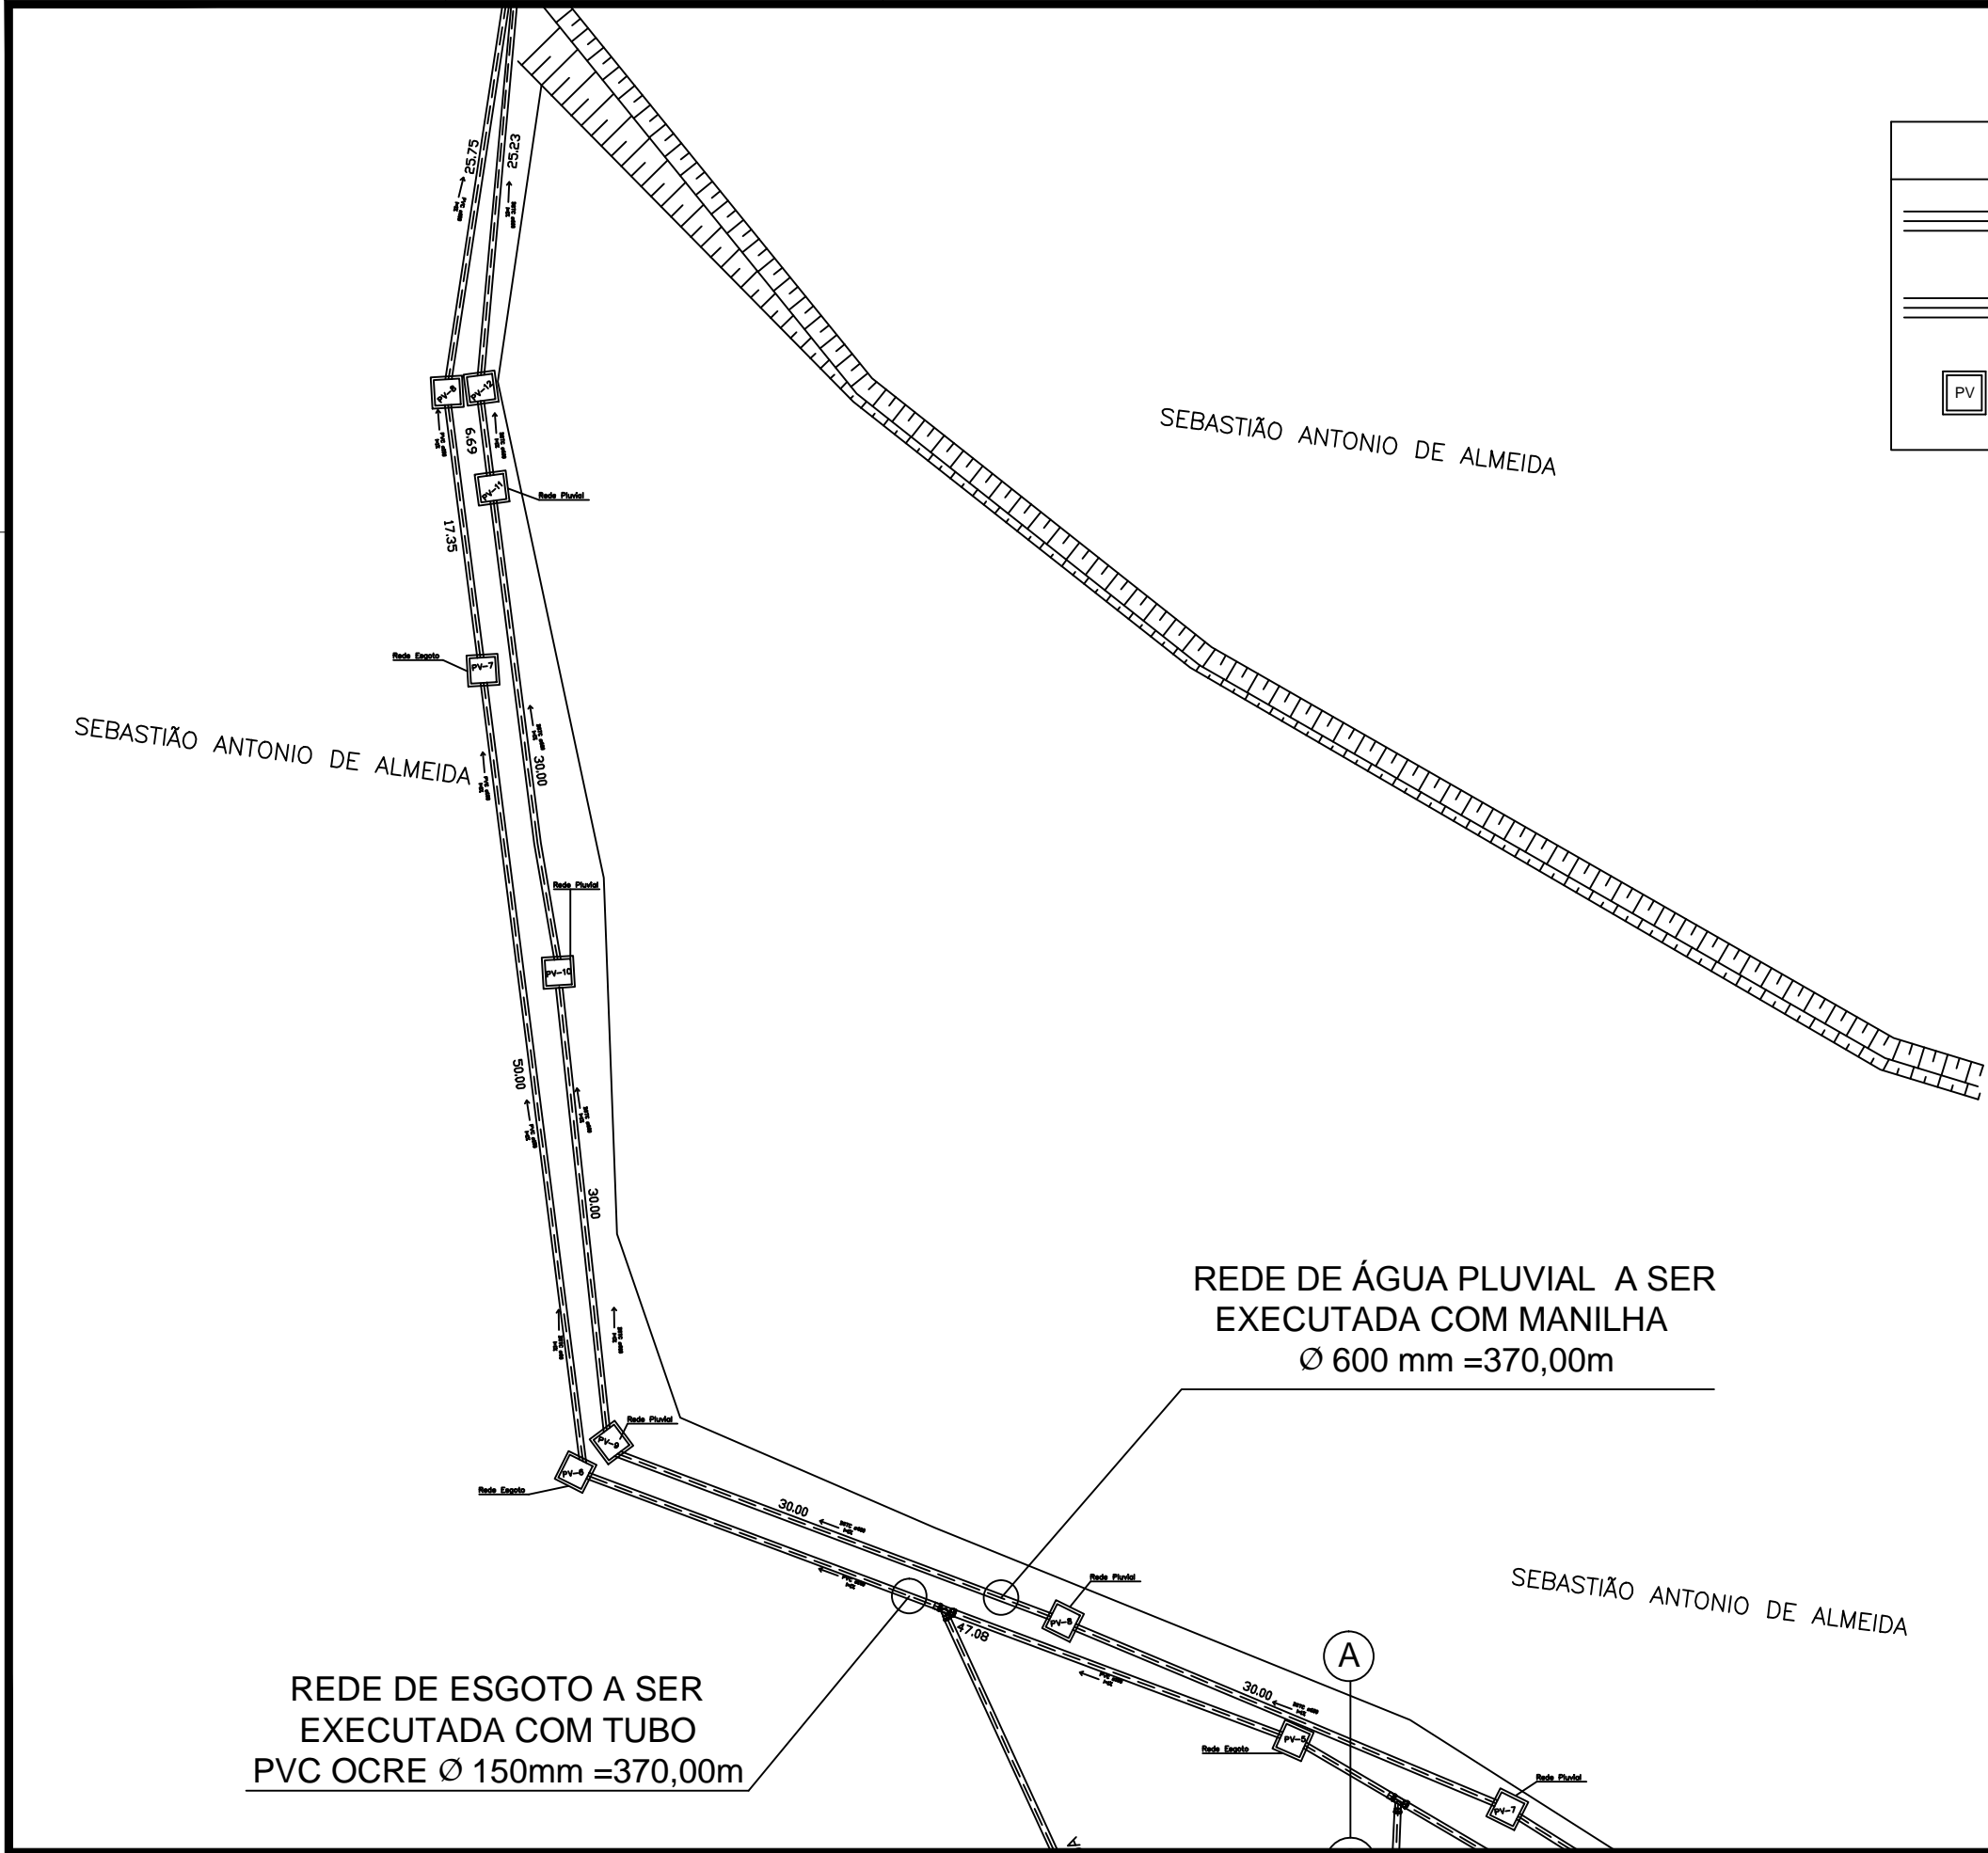 25.75
25.23
PV-8
PV-12
6.69
PV-11
Rede Pluvial
17.35
SEBASTIÃO ANTONIO DE ALMEIDA
PV
Rede Esgoto
PV-7
SEBASTIÃO ANTONIO DE ALMEIDA
30.00
Rede Pluvial
PV-10
50.00
30.00
REDE DE ÁGUA PLUVIAL A SER
EXECUTADA COM MANILHA
Ø 600 mm =370,00m
Rede Pluvial
PV-9
PV-6
Rede Esgoto
30.00
Rede Pluvial
PV-8
47.08
SEBASTIÃO ANTONIO DE ALMEIDA
A
30.00
REDE DE ESGOTO A SER
EXECUTADA COM TUBO
PVC OCRE Ø 150mm =370,00m
PV-5
Rede Esgoto
Rede Pluvial
PV-7